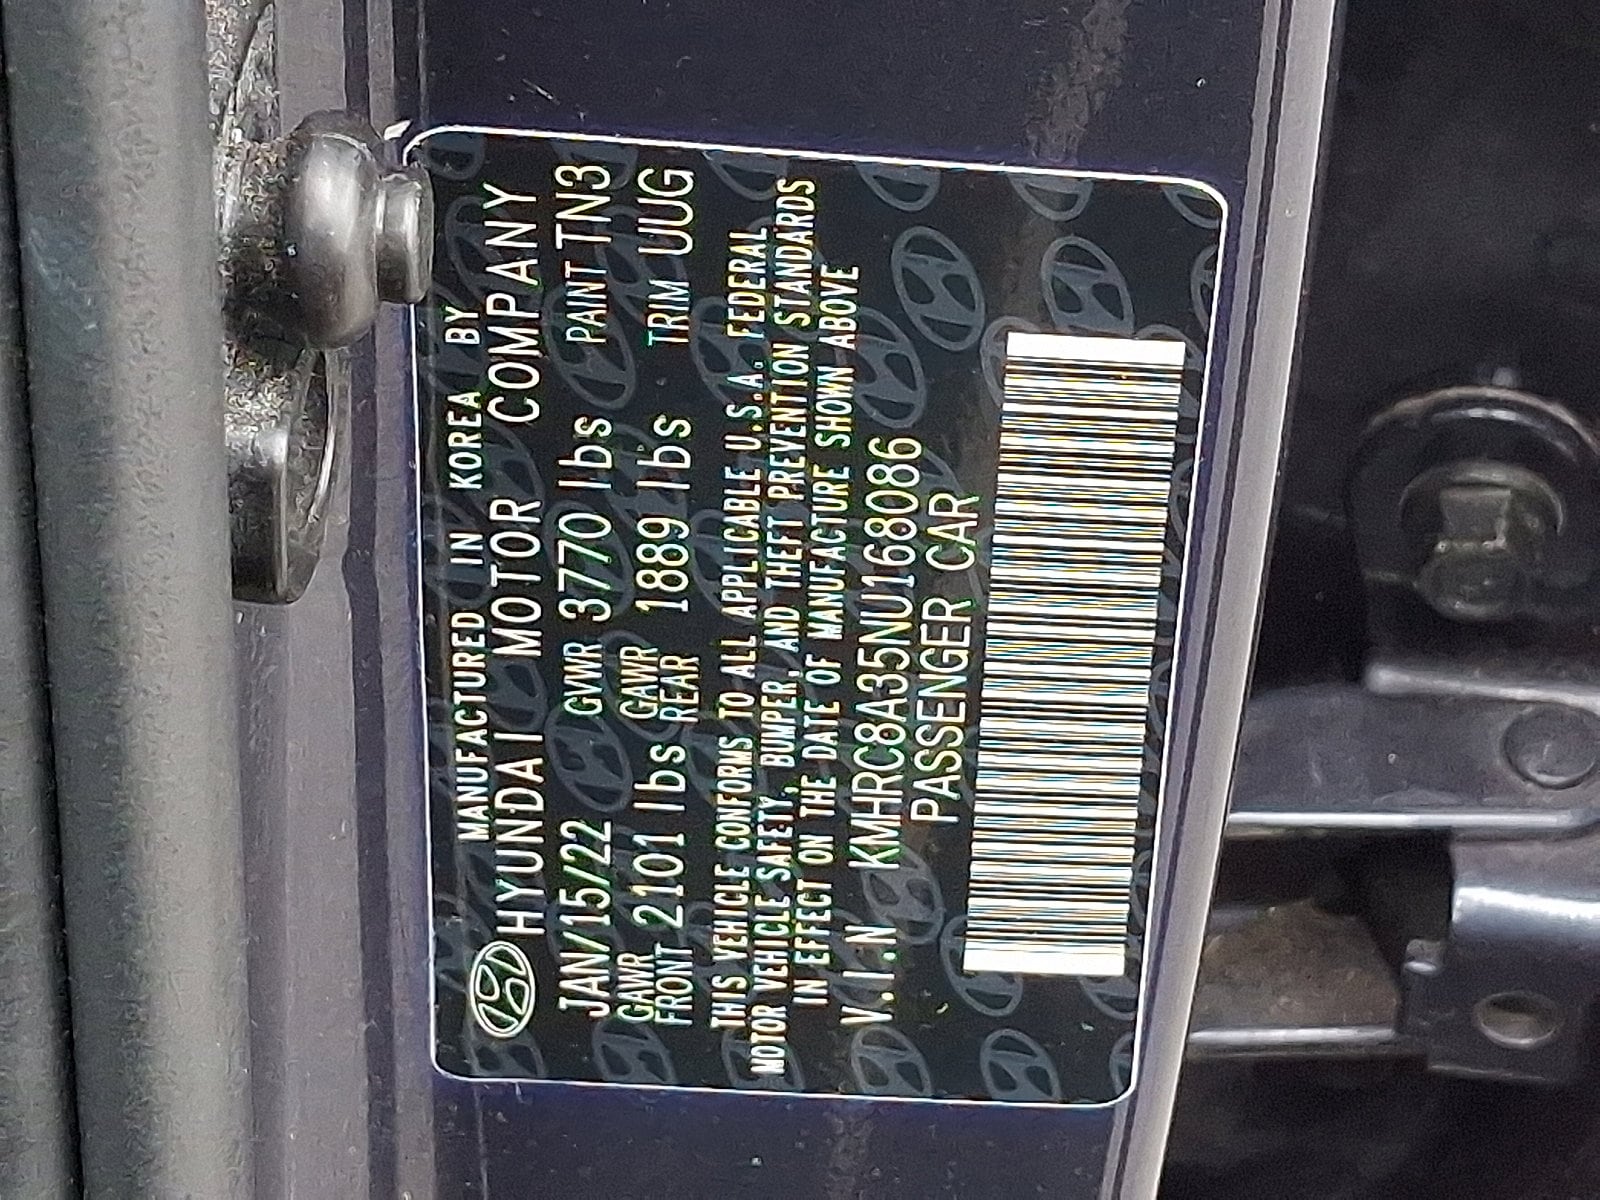 MANUFACTURED IN KOREA BY
HYUNDAI MOTOR COMPANY
JAN/15/22 GVWR 3770 lbs PAINT TN3
GAWR FRONT 2101 lbs GAWR REAR 1889 lbs TRIM UUG
THIS VEHICLE CONFORMS TO ALL APPLICABLE U.S.A. FEDERAL
MOTOR VEHICLE SAFETY, BUMPER, AND THEFT PREVENTION STANDARDS
IN EFFECT ON THE DATE OF MANUFACTURE SHOWN ABOVE
V.I.N KMHRC8A35NU168086
PASSENGER CAR